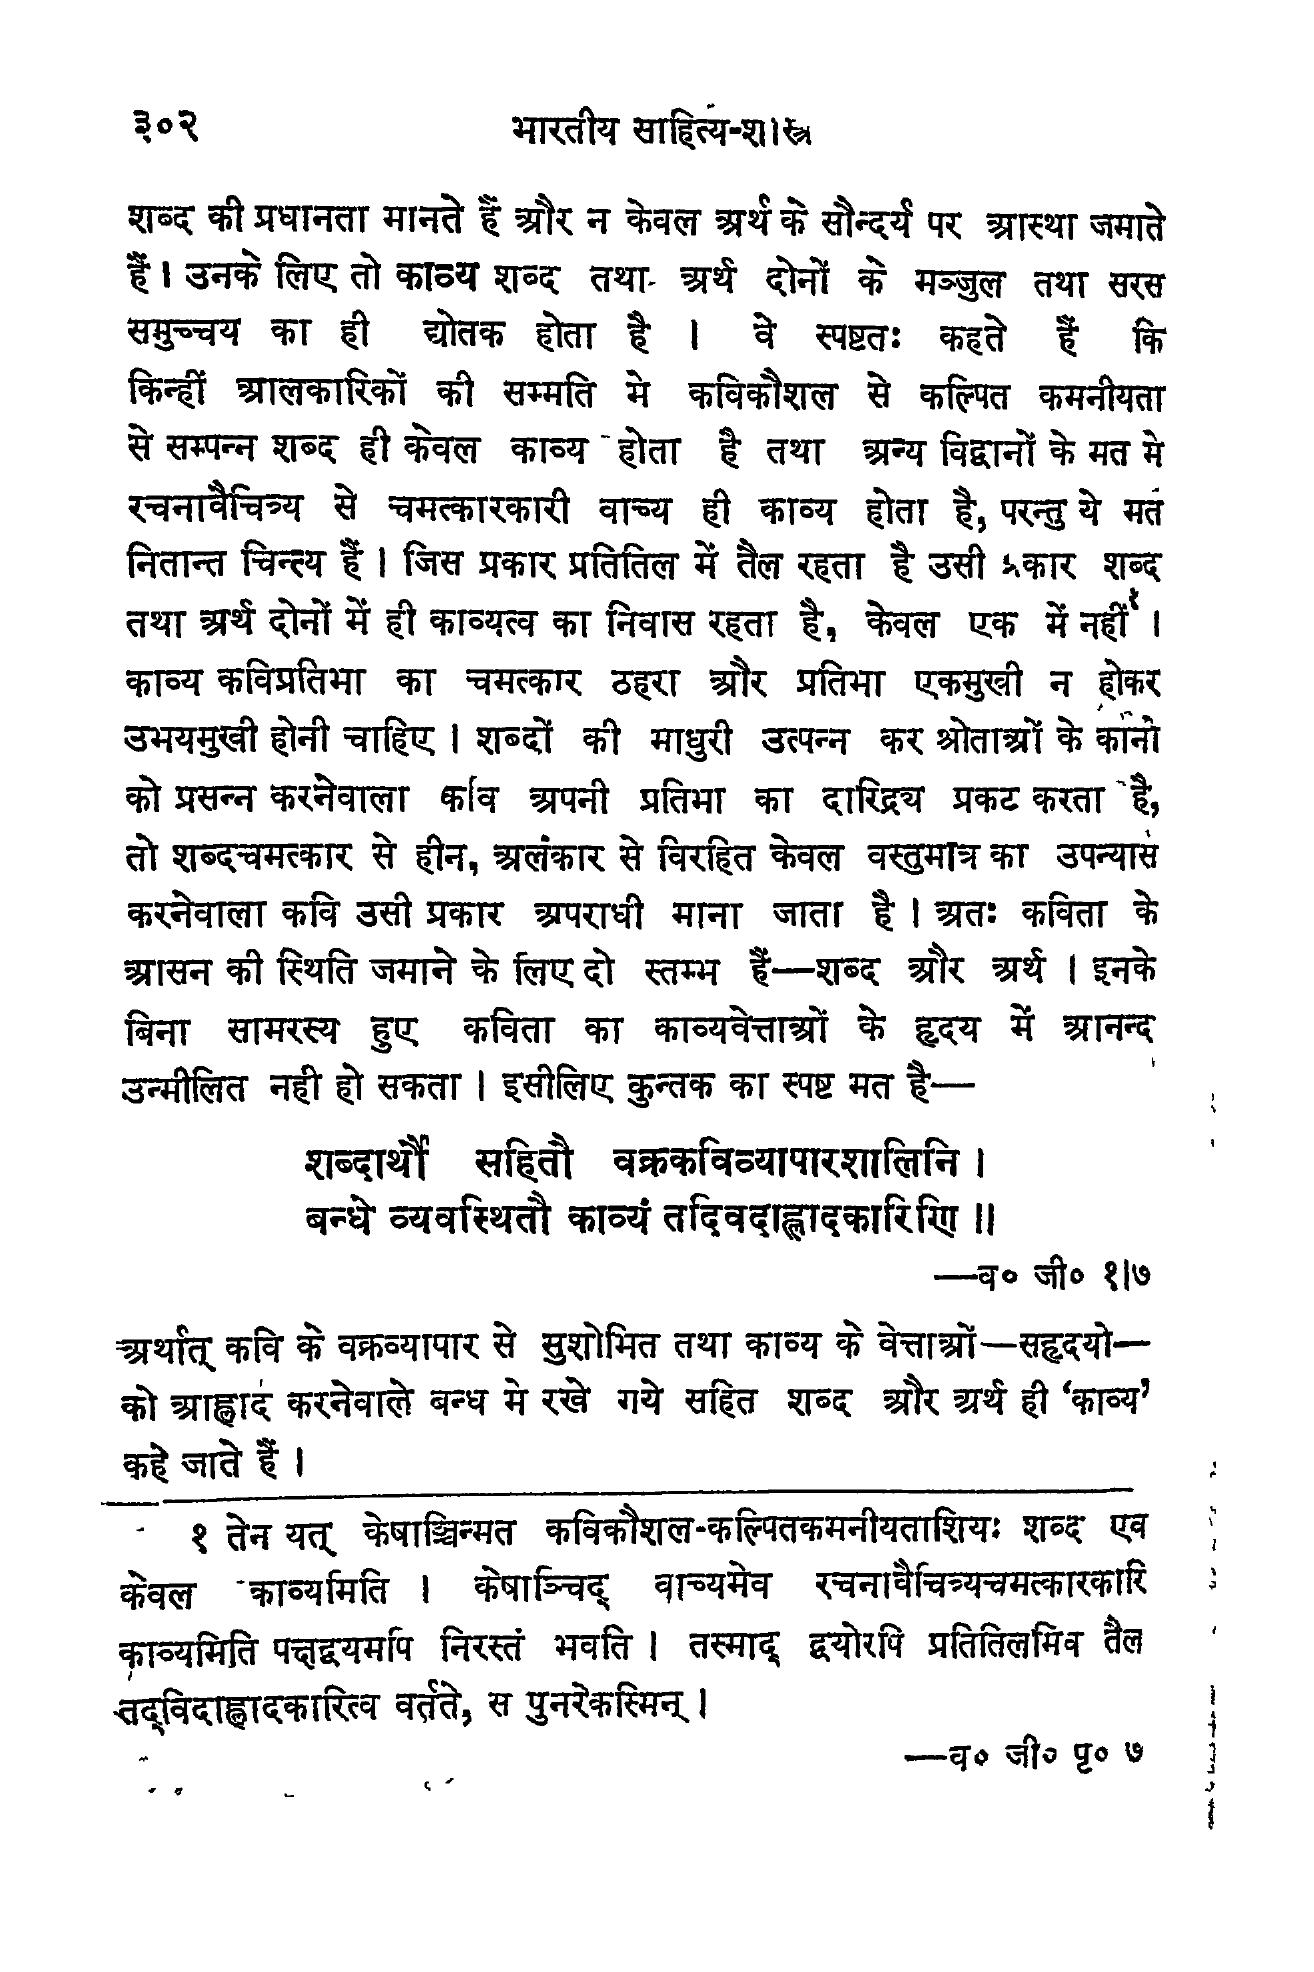 ३०२ भारतीय साहित्य-शास्त्र
शब्द की प्रधानता मानते हैं और न केवल अर्थ के सौन्दर्य पर आस्था जमाते
हैं। उनके लिए तो काव्य शब्द तथा अर्थ दोनों के मञ्जुल तथा सरस
समुच्चय का ही द्योतक होता है । वे स्पष्टतः कहते हैं कि
किन्हीं आलकारिकों की सम्मति मे कविकौशल से कल्पित कमनीयता
से सम्पन्न शब्द ही केवल काव्य होता है तथा अन्य विद्वानों के मत मे
रचनावैचित्र्य से चमत्कारकारी वाच्य ही काव्य होता है, परन्तु ये मत
नितान्त चिन्त्य हैं । जिस प्रकार प्रतितिल में तैल रहता है उसी प्रकार शब्द
तथा अर्थ दोनों में ही काव्यत्व का निवास रहता है, केवल एक में नहीं१ ।
काव्य कविप्रतिभा का चमत्कार ठहरा और प्रतिभा एकमुखी न होकर
उभयमुखी होनी चाहिए । शब्दों की माधुरी उत्पन्न कर श्रोताओं के कानो
को प्रसन्न करनेवाला कवि अपनी प्रतिभा का दारिद्र्य प्रकट करता है,
तो शब्दचमत्कार से हीन, अलंकार से विरहित केवल वस्तुमात्र का उपन्यास
करनेवाला कवि उसी प्रकार अपराधी माना जाता है । अतः कविता के
आसन की स्थिति जमाने के लिए दो स्तम्भ हैं—शब्द और अर्थ । इनके
बिना सामरस्य हुए कविता का काव्यवेत्ताओं के हृदय में आनन्द
उन्मीलित नही हो सकता । इसीलिए कुन्तक का स्पष्ट मत है—
शब्दार्थौ सहितौ वक्रकविव्यापारशालिनि ।
बन्धे व्यवस्थितौ काव्यं तद्विदाह्लादकारिणि ॥
—व० जी० १।७
अर्थात् कवि के वक्रव्यापार से सुशोभित तथा काव्य के वेत्ताओं—सहृदयो—
को आह्लाद करनेवाले बन्ध मे रखे गये सहित शब्द और अर्थ ही ‘काव्य’
कहे जाते हैं ।
१ तेन यत् केषाञ्चिन्मत कविकौशल-कल्पितकमनीयताशियः शब्द एव
केवल काव्यमिति । केषाञ्चिद् वाच्यमेव रचनावैचित्र्यचमत्कारकारि
काव्यमिति पक्षद्वयमपि निरस्तं भवति । तस्माद् द्वयोरपि प्रतितिलमिव तैल
तद्विदाह्लादकारित्व वर्तते, स पुनरेकस्मिन् ।
—व० जी० पृ० ७